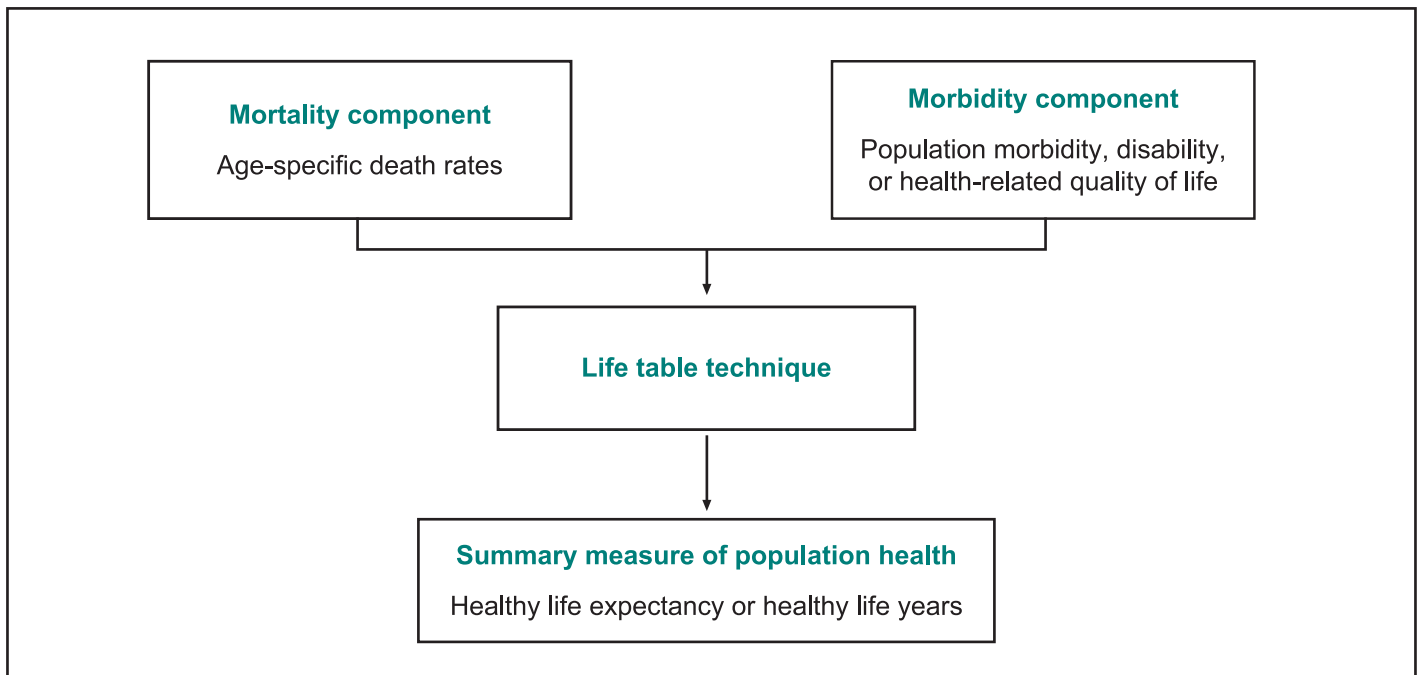 Mortality component
Age-specific death rates
Morbidity component
Population morbidity, disability,
or health-related quality of life
Life table technique
Summary measure of population health
Healthy life expectancy or healthy life years